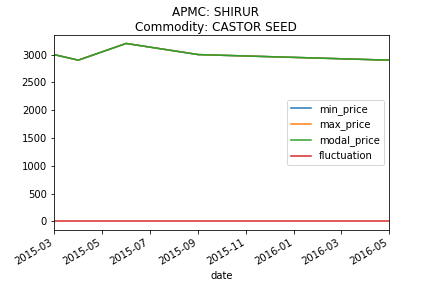 APMC: SHIRUR
Commodity: CASTOR SEED
3000
2500
2000
1500
1000
500
0
min_price
max_price
modal_price
fluctuation
2015-03
2015-05
2015-07
2015-09
2015-11
2016-01
2016-03
2016-05
date